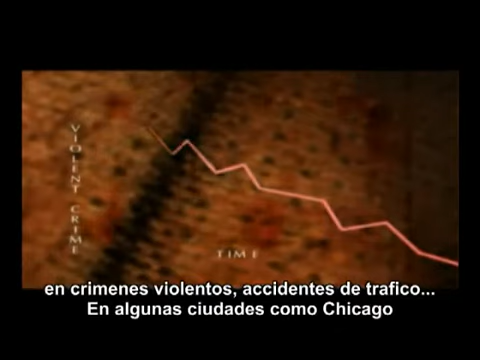 VIOLENT CRIME
TIME
en crimenes violentos, accidentes de trafico...
En algunas ciudades como Chicago